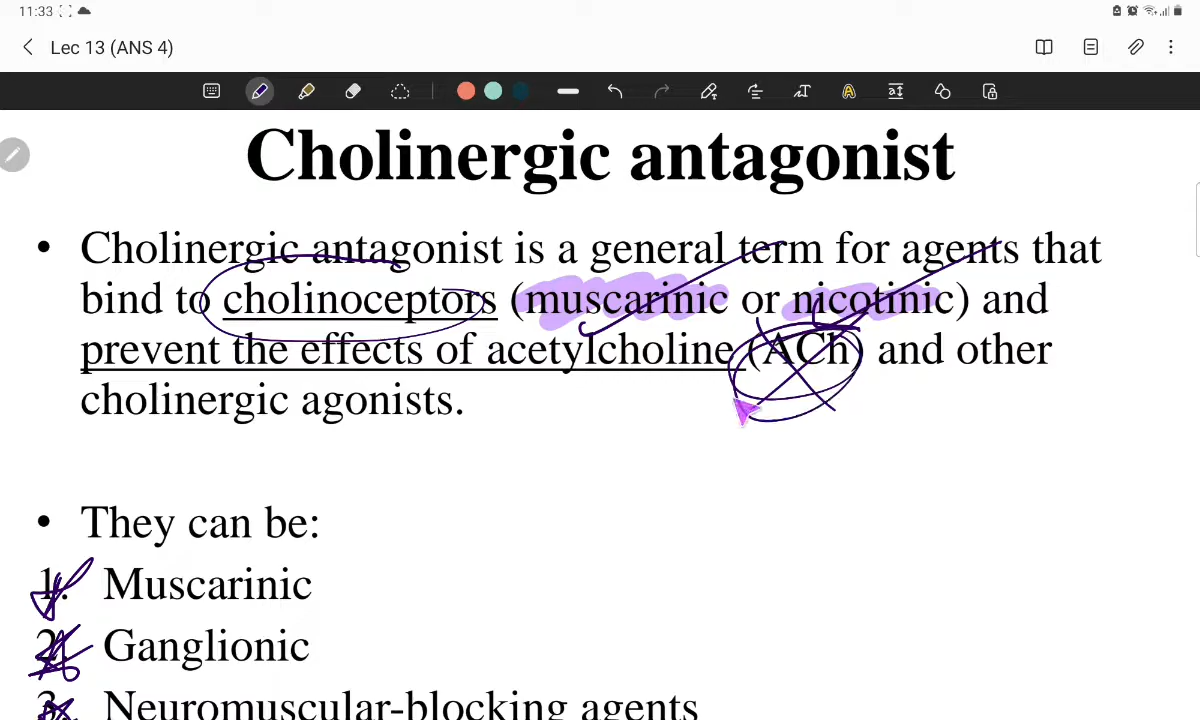 11:33
Lec 13 (ANS 4)
Cholinergic antagonist
• Cholinergic antagonist is a general term for agents that
bind to cholinoceptors (muscarinic or nicotinic) and
prevent the effects of acetylcholine (ACh) and other
cholinergic agonists.
• They can be:
1. Muscarinic
2. Ganglionic
3. Neuromuscular-blocking agents